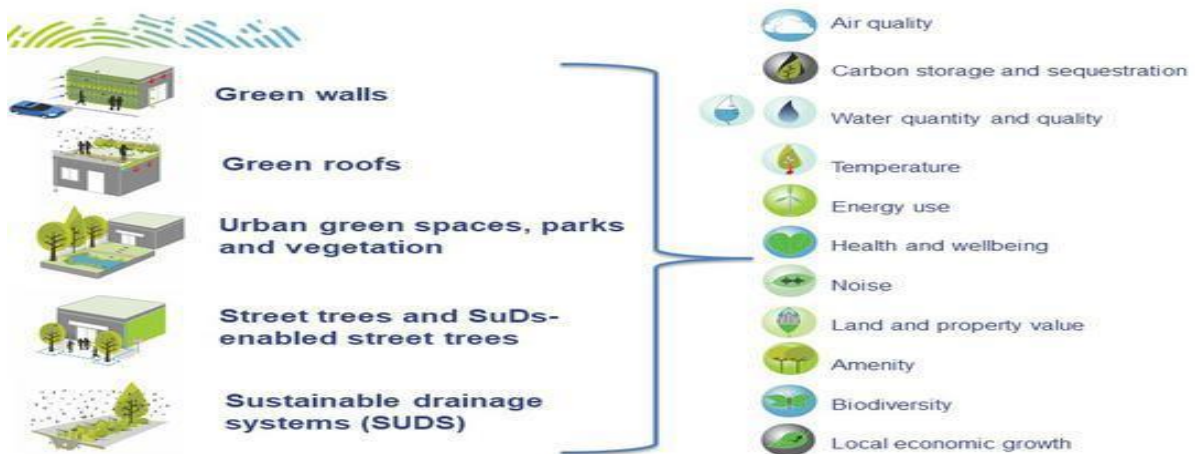 Green walls
Green roofs
Urban green spaces, parks
and vegetation
Street trees and SuDs-
enabled street trees
Sustainable drainage
systems (SUDS)
Air quality
Carbon storage and sequestration
Water quantity and quality
Temperature
Energy use
Health and wellbeing
Noise
Land and property value
Amenity
Biodiversity
Local economic growth